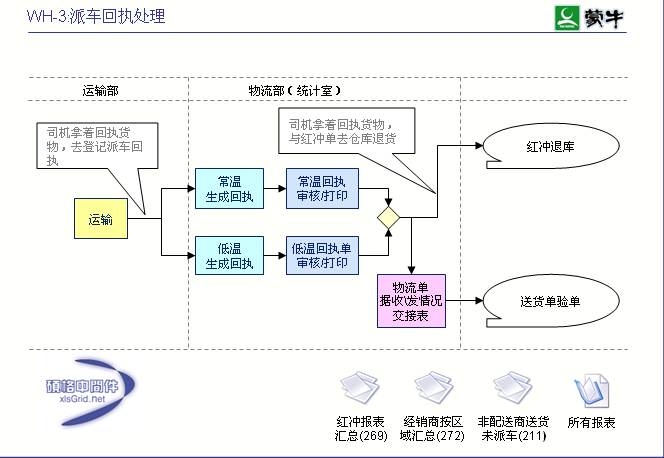 WH-3:派车回执处理
蒙牛
运输部
物流部(统计室)
司机拿着回执货
物，去登记派车回
执
司机拿着回执货物，
与红冲单去仓库退货
红冲退库
常温
生成回执
常温回执
审核/打印
运输
低温
生成回执
低温回执单
审核/打印
物流单
据收\发情况
交接表
送货单验单
碩格中間件
xlsGrid.net
红冲报表
汇总(269)
经销商按区
域汇总(272)
非配送商送货
未派车(211)
所有报表